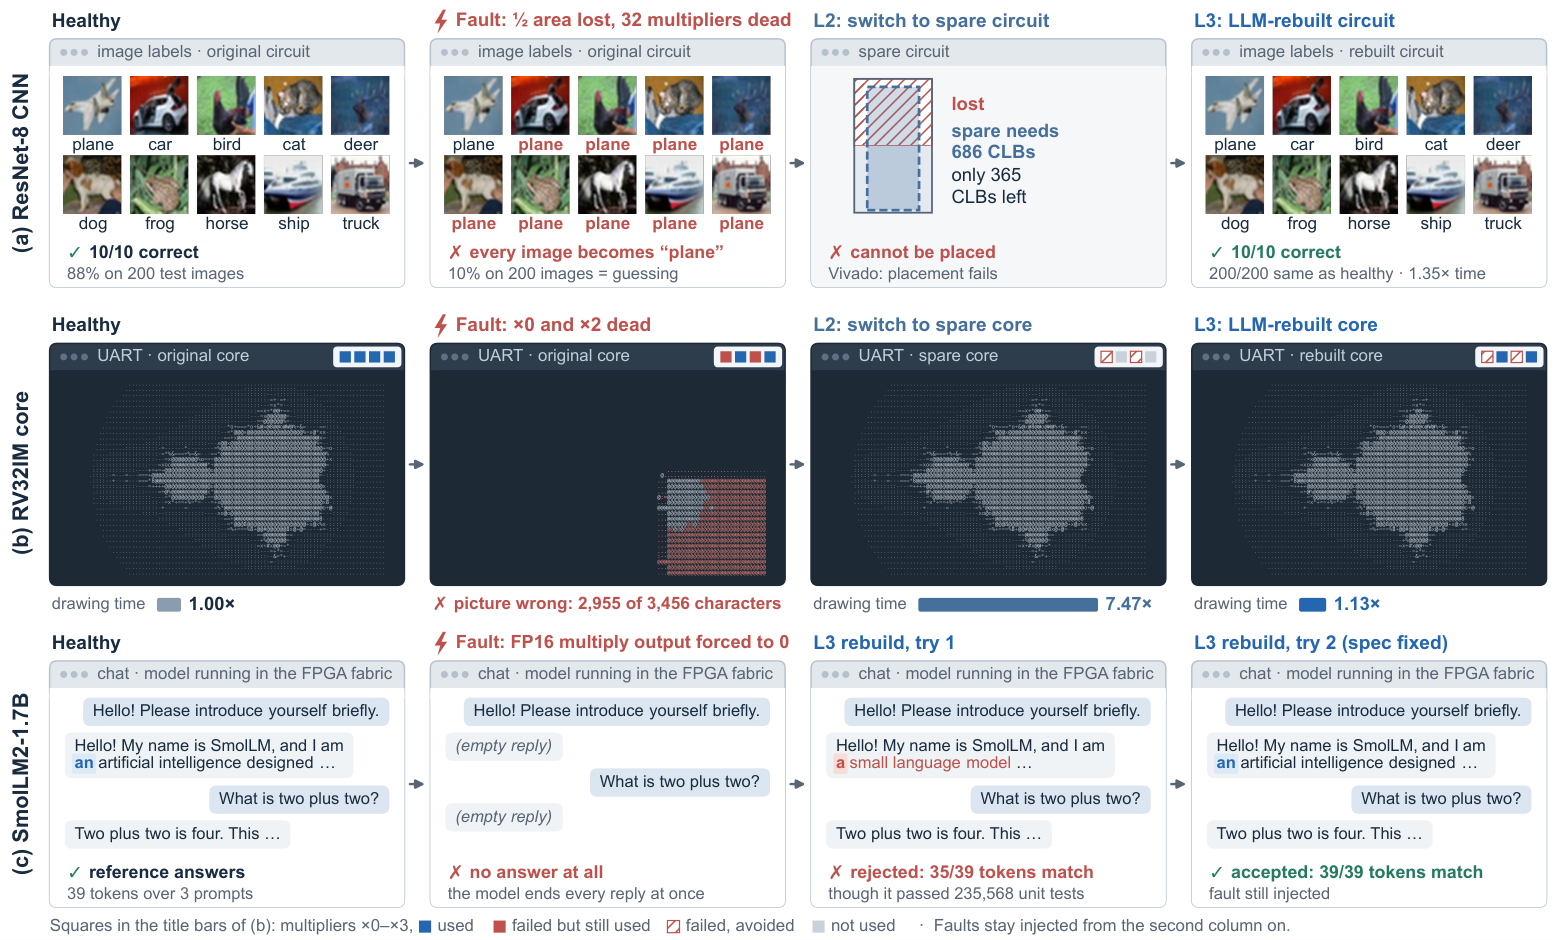 (a) ResNet-8 CNN
Healthy
image labels · original circuit
plane car bird cat deer
dog frog horse ship truck
✓ 10/10 correct
88% on 200 test images
Fault: ½ area lost, 32 multipliers dead
image labels · original circuit
plane plane plane plane plane
plane plane plane plane plane
✗ every image becomes “plane”
10% on 200 images = guessing
L2: switch to spare circuit
spare circuit
lost
spare needs
686 CLBs
only 365
CLBs left
✗ cannot be placed
Vivado: placement fails
L3: LLM-rebuilt circuit
image labels · rebuilt circuit
plane car bird cat deer
dog frog horse ship truck
✓ 10/10 correct
200/200 same as healthy · 1.35× time
(b) RV32IM core
Healthy
UART · original core
drawing time 1.00×
Fault: ×0 and ×2 dead
UART · original core
✗ picture wrong: 2,955 of 3,456 characters
L2: switch to spare core
UART · spare core
drawing time 7.47×
L3: LLM-rebuilt core
UART · rebuilt core
drawing time 1.13×
(c) SmolLM2-1.7B
Healthy
chat · model running in the FPGA fabric
Hello! Please introduce yourself briefly.
Hello! My name is SmolLM, and I am
an artificial intelligence designed …
What is two plus two?
Two plus two is four. This …
✓ reference answers
39 tokens over 3 prompts
Fault: FP16 multiply output forced to 0
chat · model running in the FPGA fabric
Hello! Please introduce yourself briefly.
(empty reply)
What is two plus two?
(empty reply)
✗ no answer at all
the model ends every reply at once
L3 rebuild, try 1
chat · model running in the FPGA fabric
Hello! Please introduce yourself briefly.
Hello! My name is SmolLM, and I am
a small language model …
What is two plus two?
Two plus two is four. This …
✗ rejected: 35/39 tokens match
though it passed 235,568 unit tests
L3 rebuild, try 2 (spec fixed)
chat · model running in the FPGA fabric
Hello! Please introduce yourself briefly.
Hello! My name is SmolLM, and I am
an artificial intelligence designed …
What is two plus two?
Two plus two is four. This …
✓ accepted: 39/39 tokens match
fault still injected
Squares in the title bars of (b): multipliers ×0–×3, used failed but still used failed, avoided not used · Faults stay injected from the second column on.